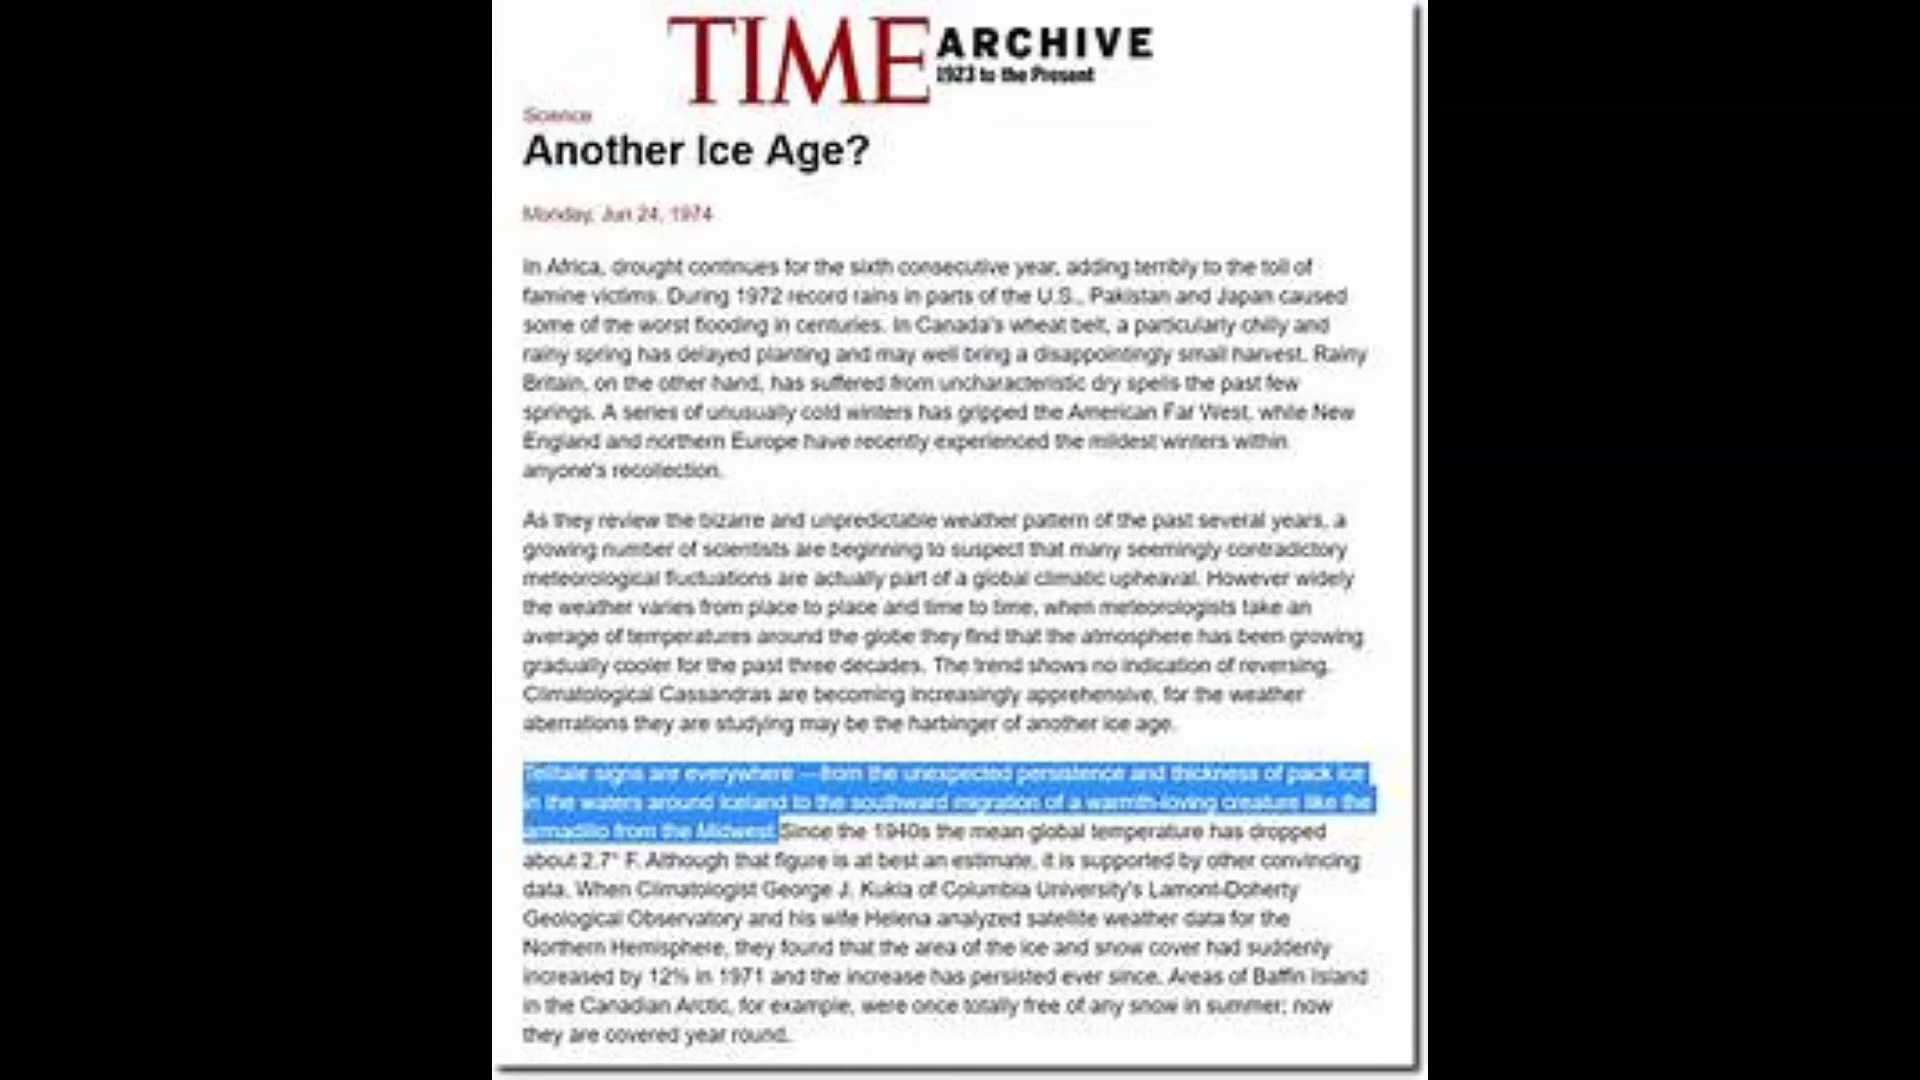 TIME ARCHIVE
1923 to the Present
Science
Another Ice Age?
Monday, Jun 24, 1974
In Africa, drought continues for the sixth consecutive year, adding terribly to the toll of
famine victims. During 1972 record rains in parts of the U.S., Pakistan and Japan caused
some of the worst flooding in centuries. In Canada's wheat belt, a particularly chilly and
rainy spring has delayed planting and may well bring a disappointingly small harvest. Rainy
Britain, on the other hand, has suffered from uncharacteristic dry spells the past few
springs. A series of unusually cold winters has gripped the American Far West, while New
England and northern Europe have recently experienced the mildest winters within
anyone's recollection.
As they review the bizarre and unpredictable weather pattern of the past several years, a
growing number of scientists are beginning to suspect that many seemingly contradictory
meteorological fluctuations are actually part of a global climatic upheaval. However widely
the weather varies from place to place and time to time, when meteorologists take an
average of temperatures around the globe they find that the atmosphere has been growing
gradually cooler for the past three decades. The trend shows no indication of reversing.
Climatological Cassandras are becoming increasingly apprehensive, for the weather
aberrations they are studying may be the harbinger of another ice age.
Telltale signs are everywhere —from the unexpected persistence and thickness of pack ice
in the waters around Iceland to the southward migration of a warmth-loving creature like the
armadillo from the Midwest. Since the 1940s the mean global temperature has dropped
about 2.7° F. Although that figure is at best an estimate, it is supported by other convincing
data. When Climatologist George J. Kukla of Columbia University's Lamont-Doherty
Geological Observatory and his wife Helena analyzed satellite weather data for the
Northern Hemisphere, they found that the area of the ice and snow cover had suddenly
increased by 12% in 1971 and the increase has persisted ever since. Areas of Baffin Island
in the Canadian Arctic, for example, were once totally free of any snow in summer; now
they are covered year round.